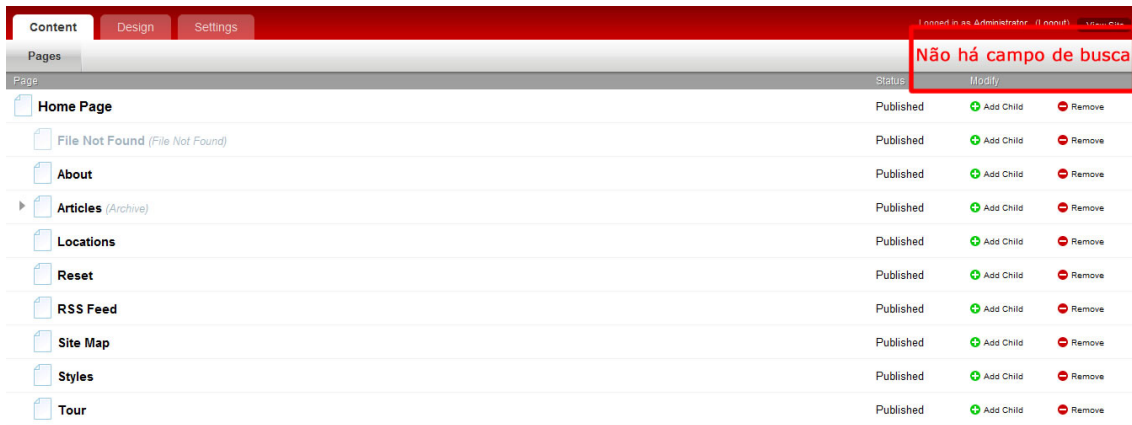 Content Design Settings Logged in as Administrator (Logout) View Site
Pages
Não há campo de busca
Page Status Modify
Home Page Published Add Child Remove
File Not Found (File Not Found) Published Add Child Remove
About Published Add Child Remove
Articles (Archive) Published Add Child Remove
Locations Published Add Child Remove
Reset Published Add Child Remove
RSS Feed Published Add Child Remove
Site Map Published Add Child Remove
Styles Published Add Child Remove
Tour Published Add Child Remove